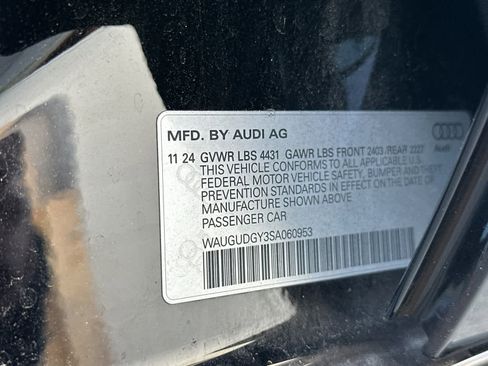 MFD. BY AUDI AG
11 24 GVWR LBS 4431 GAWR LBS FRONT 2403 /REAR 2227
THIS VEHICLE CONFORMS TO ALL APPLICABLE U.S.
FEDERAL MOTOR VEHICLE SAFETY, BUMPER, AND THEFT
PREVENTION STANDARDS IN EFFECT ON THE DATE OF
MANUFACTURE SHOWN ABOVE.
PASSENGER CAR
WAUGUDGY3SA060953
Audi